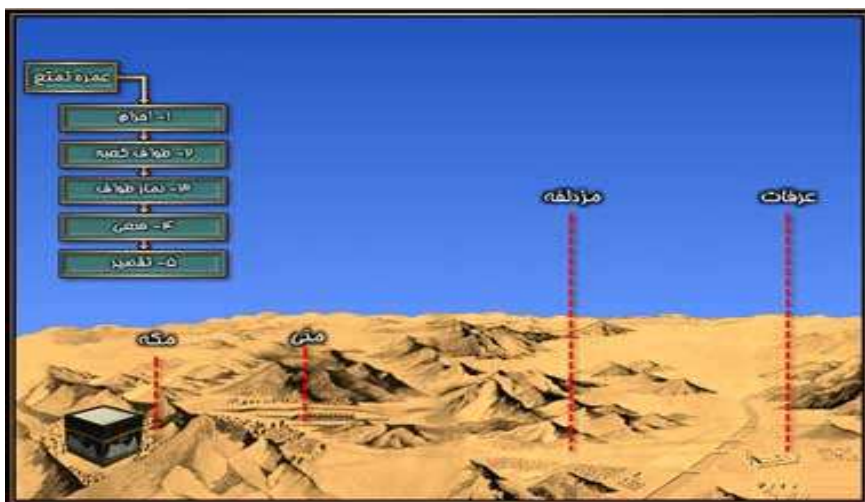 عمره تمتع
۱- احرام
۲- طواف کعبه
۳- نماز طواف
۴- سعی
۵- تقصیر
عرفات
مزدلفه
منی
مکه